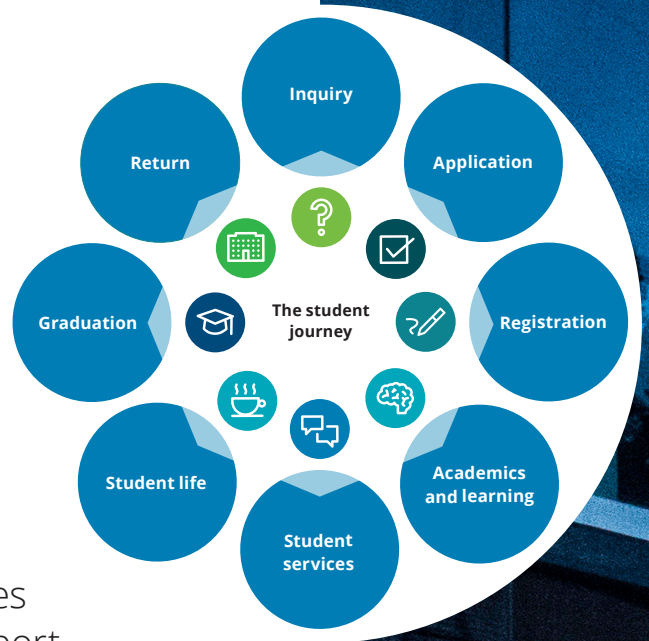 Inquiry
Application
Registration
Academics
and learning
Student
services
Student life
Graduation
Return
The student
journey